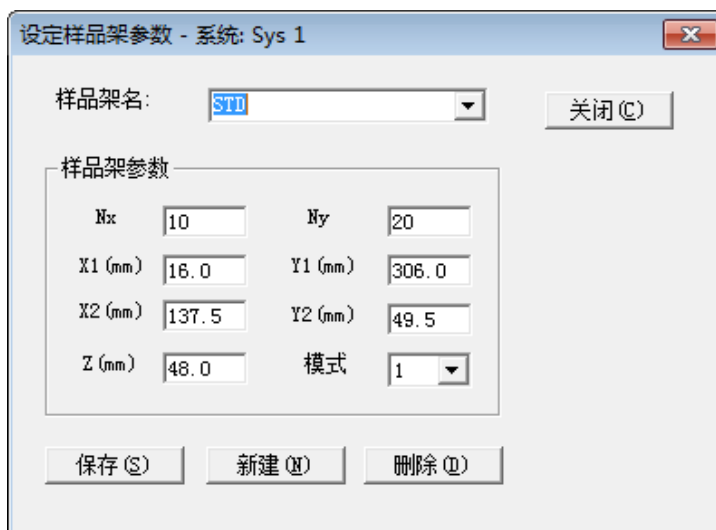 设定样品架参数 - 系统: Sys 1
样品架名: STD 关闭(C)
样品架参数
Nx 10 Ny 20
X1(mm) 16.0 Y1(mm) 306.0
X2(mm) 137.5 Y2(mm) 49.5
Z(mm) 48.0 模式 1
保存(S) 新建(N) 删除(D)